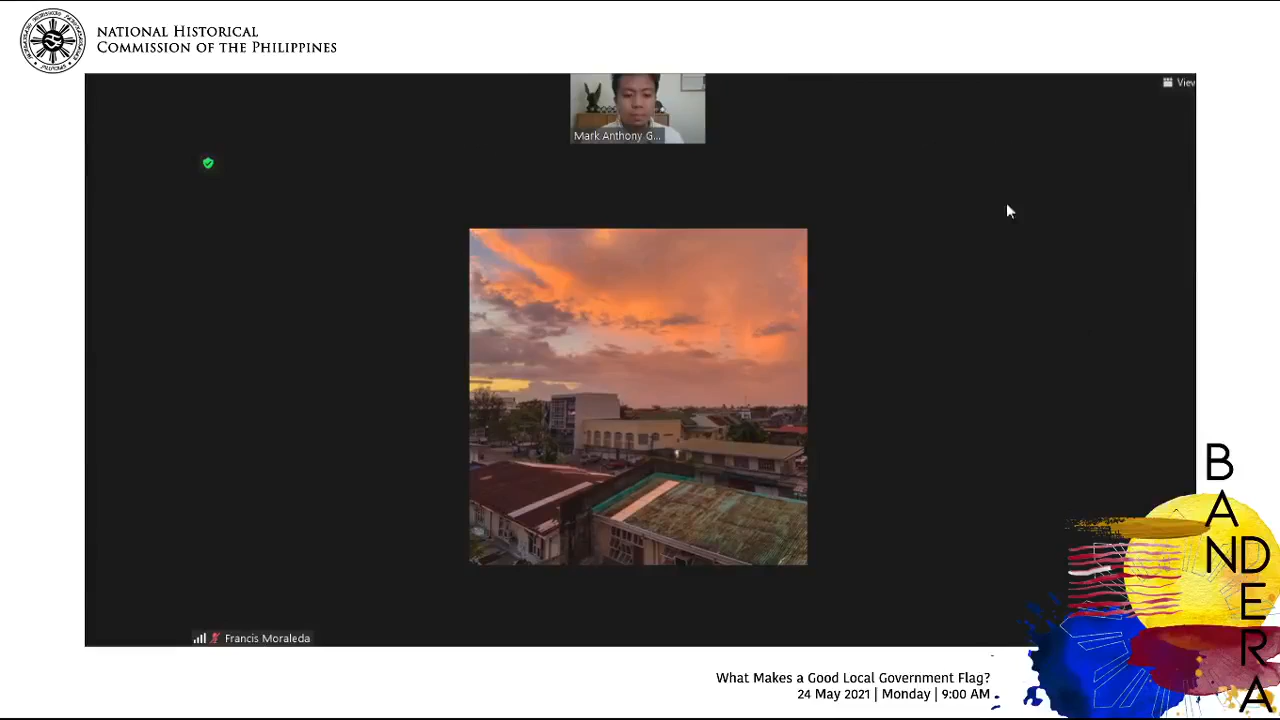 NATIONAL HISTORICAL
COMMISSION OF THE PHILIPPINES
View
Mark Anthony G...
Francis Moraleda
BANDERA
What Makes a Good Local Government Flag?
24 May 2021 | Monday | 9:00 AM